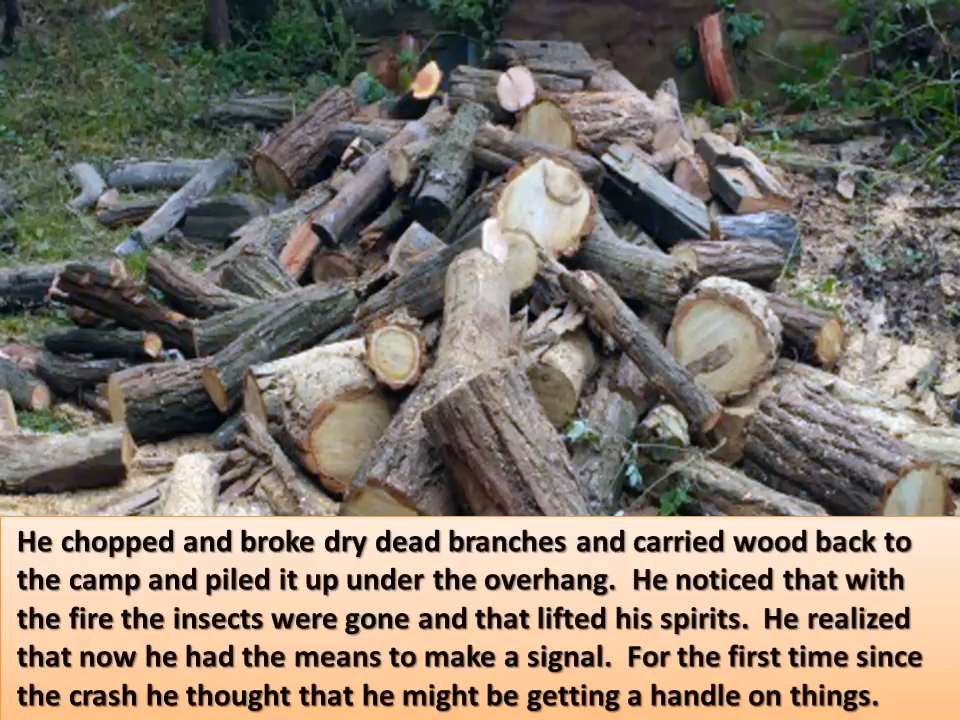 He chopped and broke dry dead branches and carried wood back to
the camp and piled it up under the overhang.  He noticed that with
the fire the insects were gone and that lifted his spirits.  He realized
that now he had the means to make a signal.  For the first time since
the crash he thought that he might be getting a handle on things.